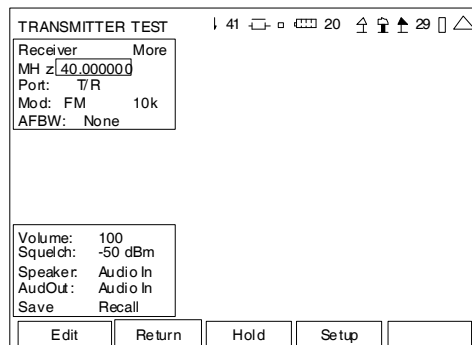 TRANSMITTER TEST 41 20 29
Receiver More
MHz 40.000000
Port: T/R
Mod: FM 10k
AFBW: None
Volume: 100
Squelch: -50 dBm
Speaker: Audio In
AudOut: Audio In
Save Recall
Edit Return Hold Setup